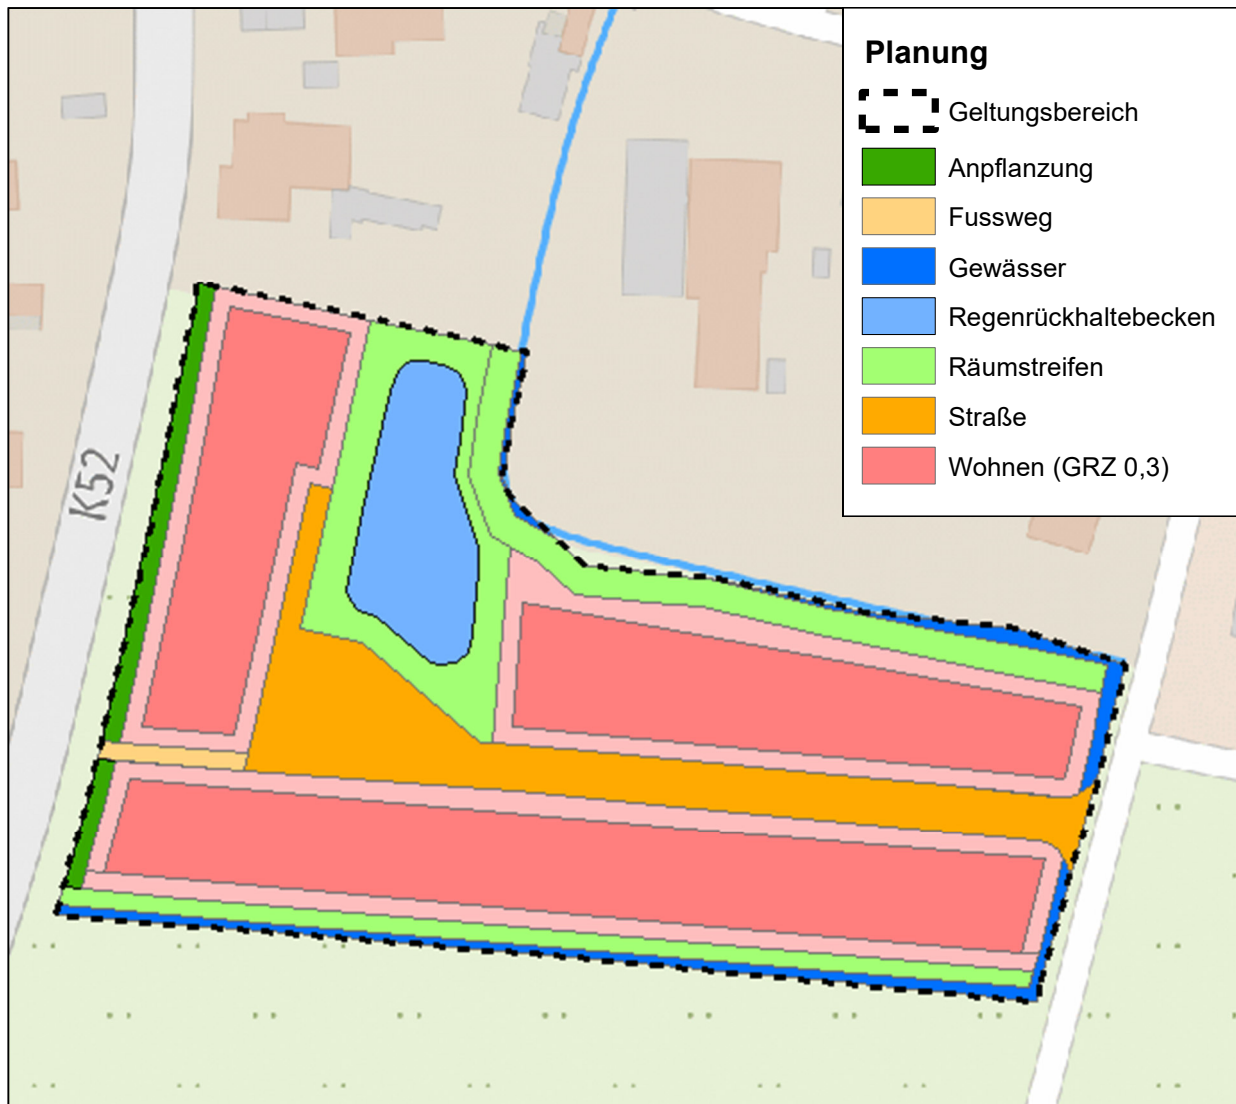 Planung
Geltungsbereich
Anpflanzung
Fussweg
Gewässer
Regenrückhaltebecken
Räumstreifen
Straße
Wohnen (GRZ 0,3)
K52